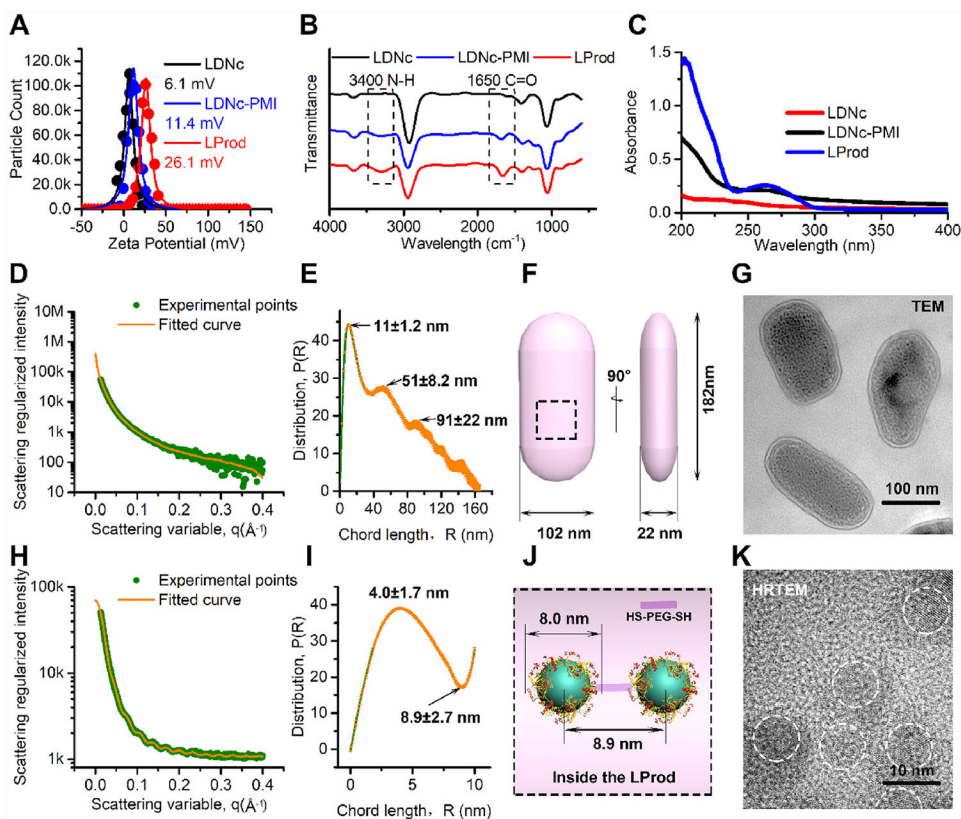 A
LDNc
6.1 mV
LDNc-PMI
11.4 mV
LProd
26.1 mV
Particle Count
120.0k
100.0k
80.0k
60.0k
40.0k
20.0k
0.0
-50 0 50 100 150
Zeta Potential (mV)
B
LDNc LDNc-PMI LProd
3400 N-H 1650 C=O
Transmittance
4000 3000 2000 1000
Wavelength (cm-1)
C
LDNc
LDNc-PMI
LProd
Absorbance
1.5
1.0
0.5
0.0
200 250 300 350 400
Wavelength (nm)
D
Experimental points
Fitted curve
Scattering regularized intensity
10M
1M
100k
10k
1k
100
10
0.0 0.1 0.2 0.3 0.4
Scattering variable, q(Å-1)
E
11±1.2 nm
51±8.2 nm
91±22 nm
Distribution, P(R)
45
30
15
0
0 40 80 120 160
Chord length, R (nm)
F
90°
182nm
102 nm 22 nm
G
TEM
100 nm
H
Experimental points
Fitted curve
Scattering regularized intensity
100k
10k
1k
0.0 0.1 0.2 0.3 0.4
Scattering variable, q(Å-1)
I
4.0±1.7 nm
8.9±2.7 nm
Distribution, P(R)
50
40
30
20
10
0
0 5 10
Chord length, R (nm)
J
8.0 nm
HS-PEG-SH
8.9 nm
Inside the LProd
K
HRTEM
10 nm